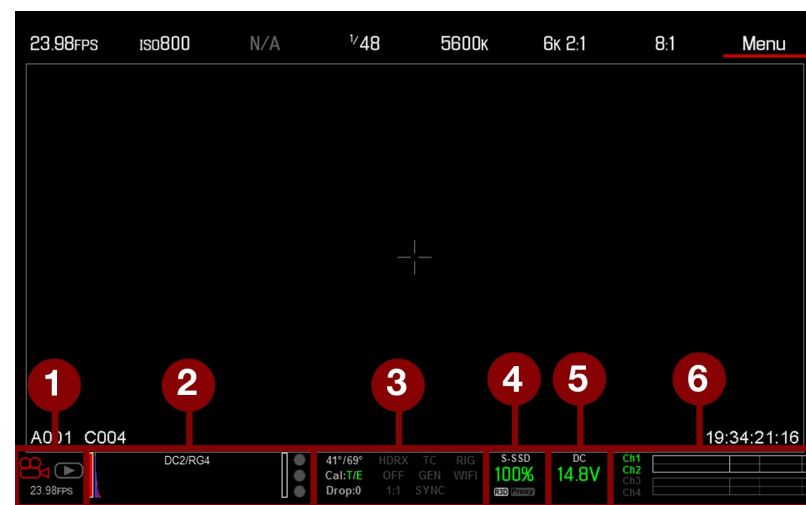 23.98FPS ISO800 N/A 1/48 5600K 6K 2:1 8:1 Menu
1 2 3 4 5 6
A001 C004 19:34:21:16
23.98FPS
DC2/RG4
41°/69° HDRX TC RIG
Cal:T/E OFF GEN WIFI
Drop:0 1:1 SYNC
S-SSD
100%
R3D Proxy
DC
14.8V
Ch1
Ch2
Ch3
Ch4